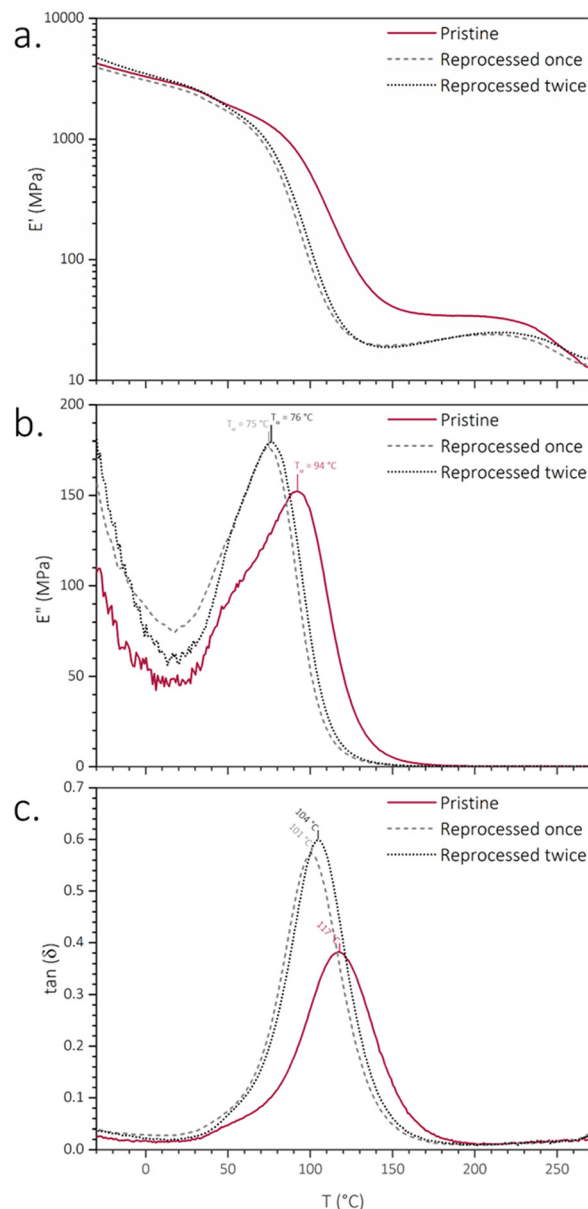 a.
10000
1000
100
10
E' (MPa)
Pristine
Reprocessed once
Reprocessed twice
b.
200
150
100
50
0
E" (MPa)
Tα = 75 °C
Tα = 76 °C
Tα = 94 °C
Pristine
Reprocessed once
Reprocessed twice
c.
0.7
0.6
0.5
0.4
0.3
0.2
0.1
0.0
tan (δ)
104 °C
101 °C
117 °C
Pristine
Reprocessed once
Reprocessed twice
0
50
100
150
200
250
T (°C)